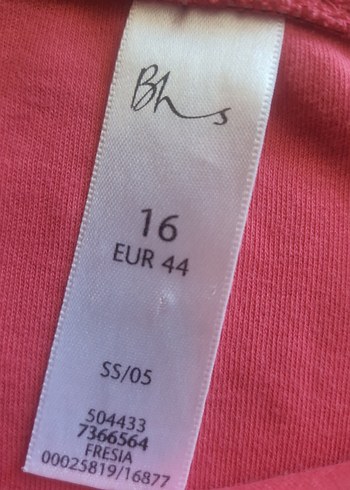 Bhs
16
EUR 44
SS/05
504433
7366564
FRESIA
00025819/16877